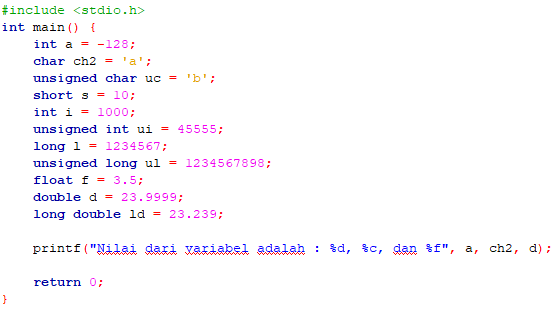 #include <stdio.h>
int main() {
    int a = -128;
    char ch2 = 'a';
    unsigned char uc = 'b';
    short s = 10;
    int i = 1000;
    unsigned int ui = 45555;
    long l = 1234567;
    unsigned long ul = 1234567898;
    float f = 3.5;
    double d = 23.9999;
    long double ld = 23.239;
    printf("Nilai dari variabel adalah : %d, %c, dan %f", a, ch2, d);
    return 0;
}